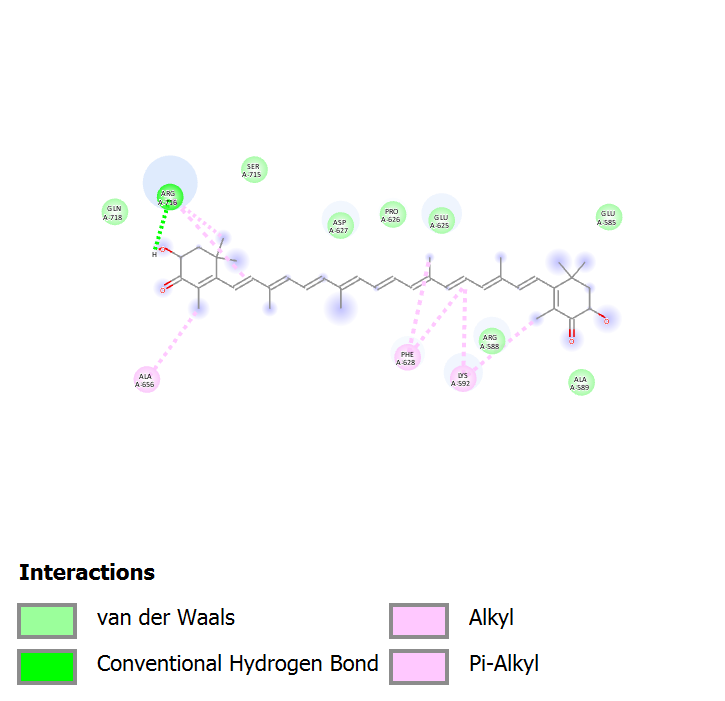 SER
A:715
ARG
A:716
GLN
A:718
PRO
A:626
GLU
A:625
ASP
A:627
GLU
A:585
H
O
O
O
O
ARG
A:588
PHE
A:628
LYS
A:592
ALA
A:656
ALA
A:589
Interactions
van der Waals
Conventional Hydrogen Bond
Alkyl
Pi-Alkyl